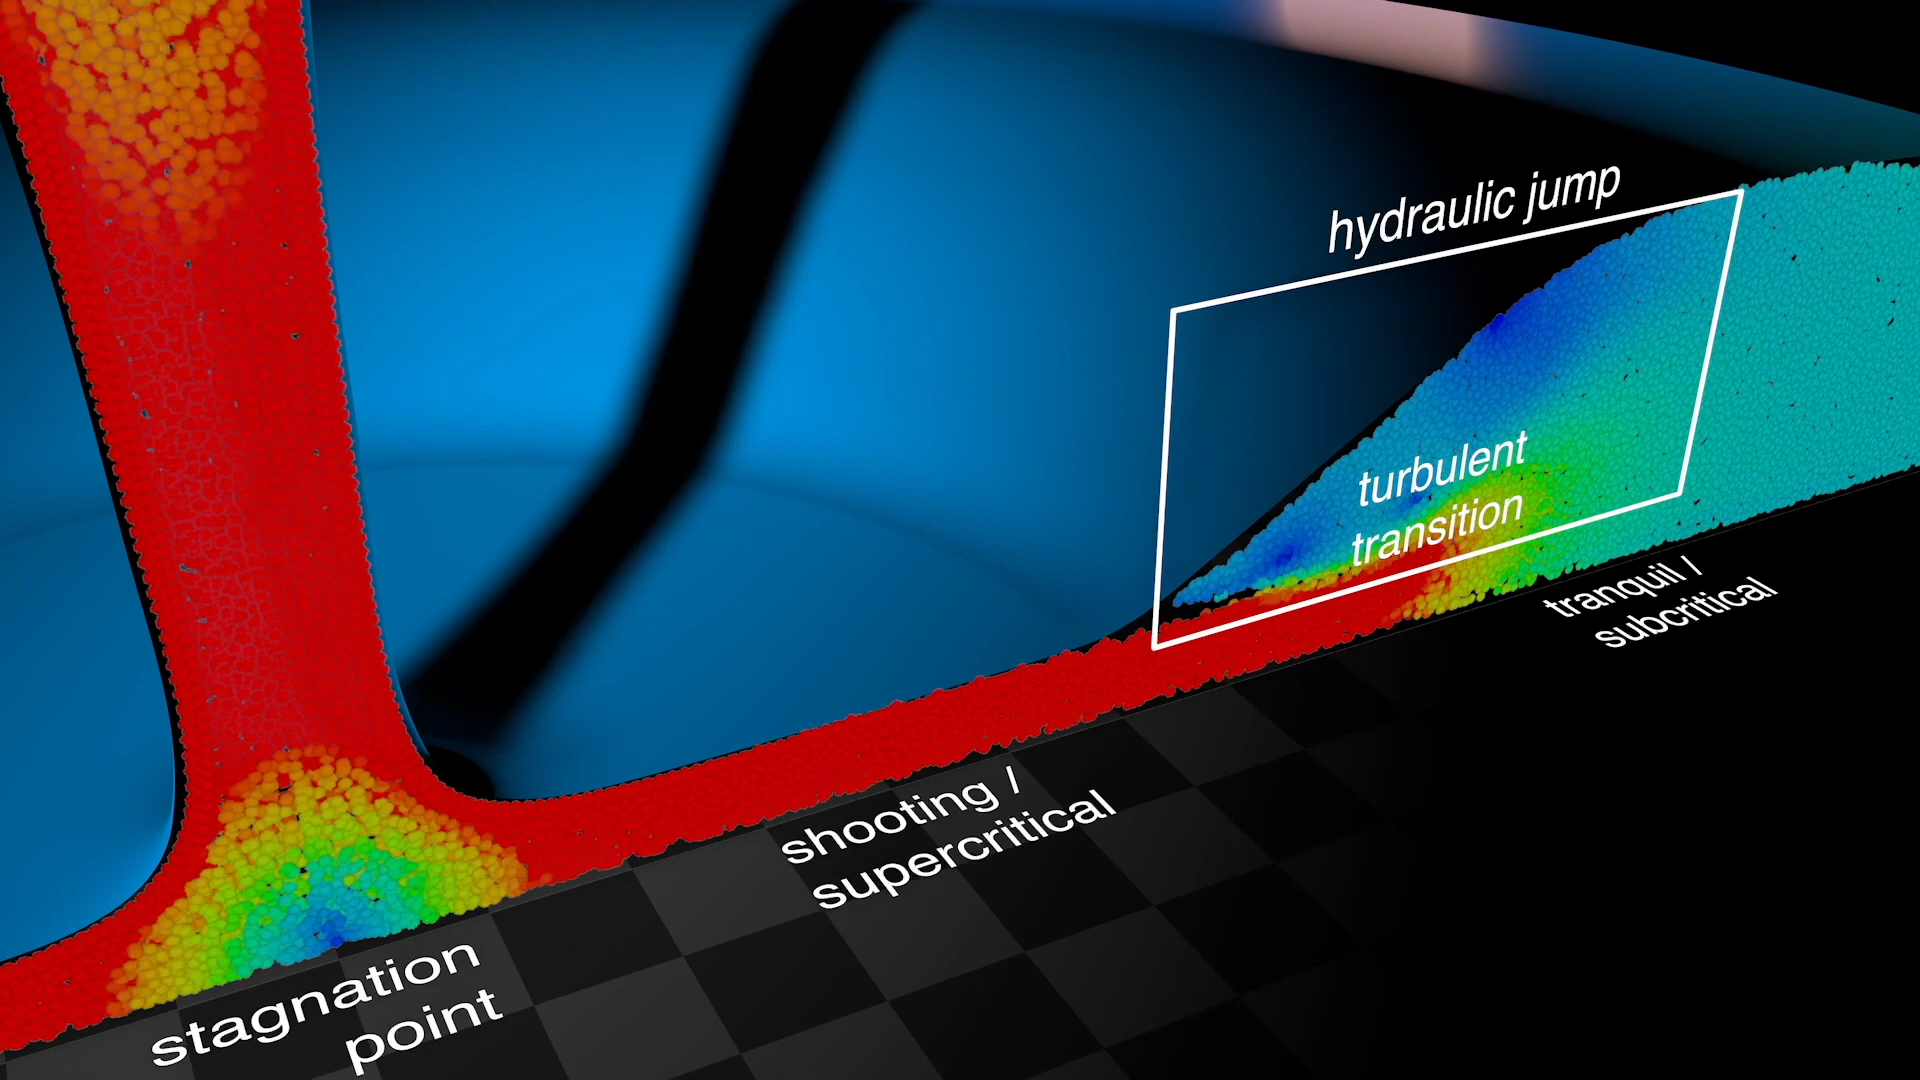 hydraulic jump
turbulent
transition
tranquil /
subcritical
shooting /
supercritical
stagnation
point